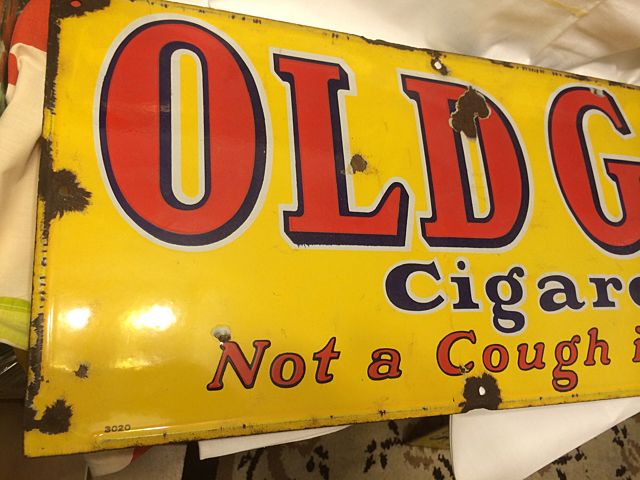 OLD G
Cigare
Not a Cough i
3020